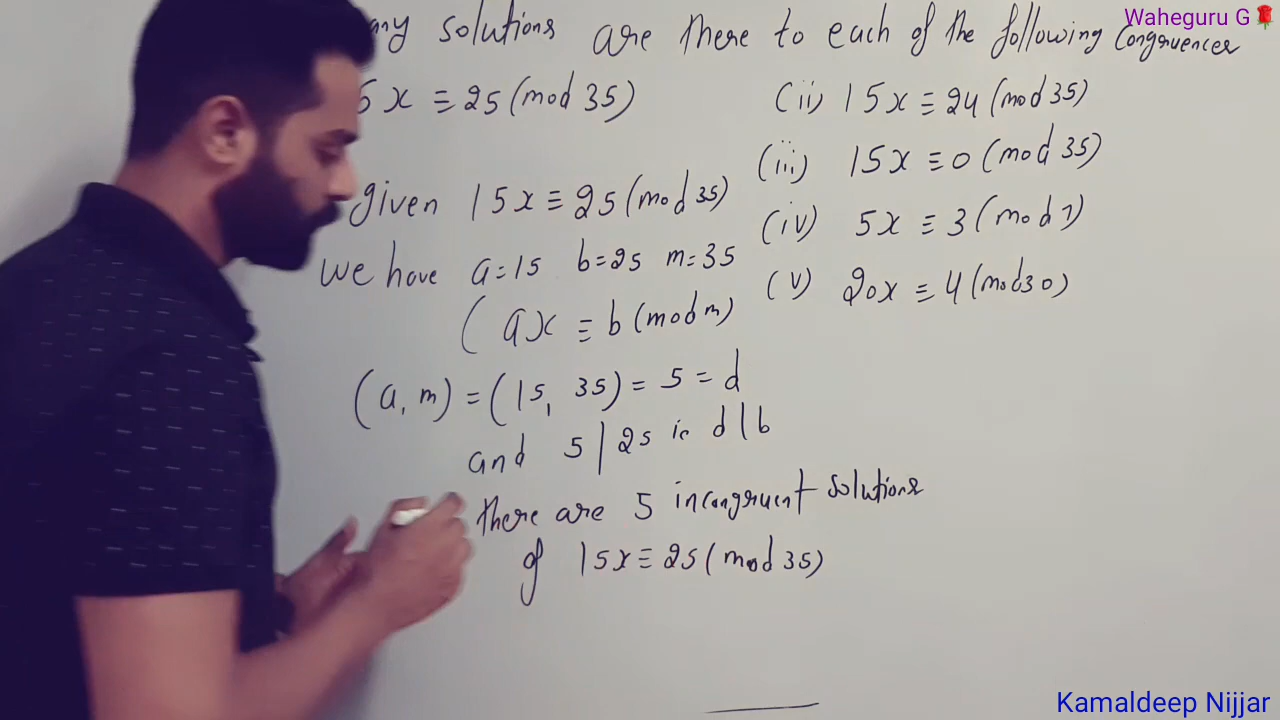 any solutions are there to each of the following Congruences
Waheguru G🌹
5x ≡ 25 (mod 35)
(ii) 15x ≡ 24 (mod 35)
(iii) 15x ≡ 0 (mod 35)
given 15x ≡ 25 (mod 35)
(iv) 5x ≡ 3 (mod 7)
We have a=15 b=25 m=35
(v) 20x ≡ 4 (mod 30)
( ax ≡ b (mod m)
(a, m) = (15, 35) = 5 = d
and 5 | 25 ie d | b
there are 5 incongruent solutions
of 15x ≡ 25 (mod 35)
Kamaldeep Nijjar